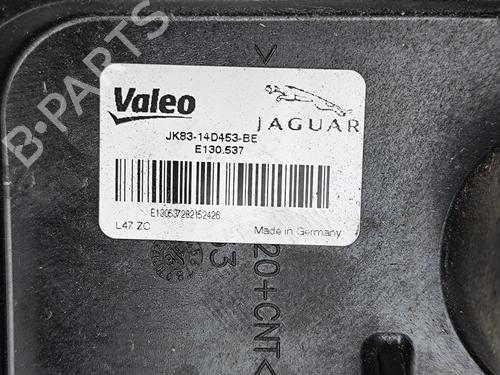 Valeo
JAGUAR
JK83-14D453-BE
E130.537
E130537282152426
L47 ZC
Made in Germany
20+CNT<
B-PARTS